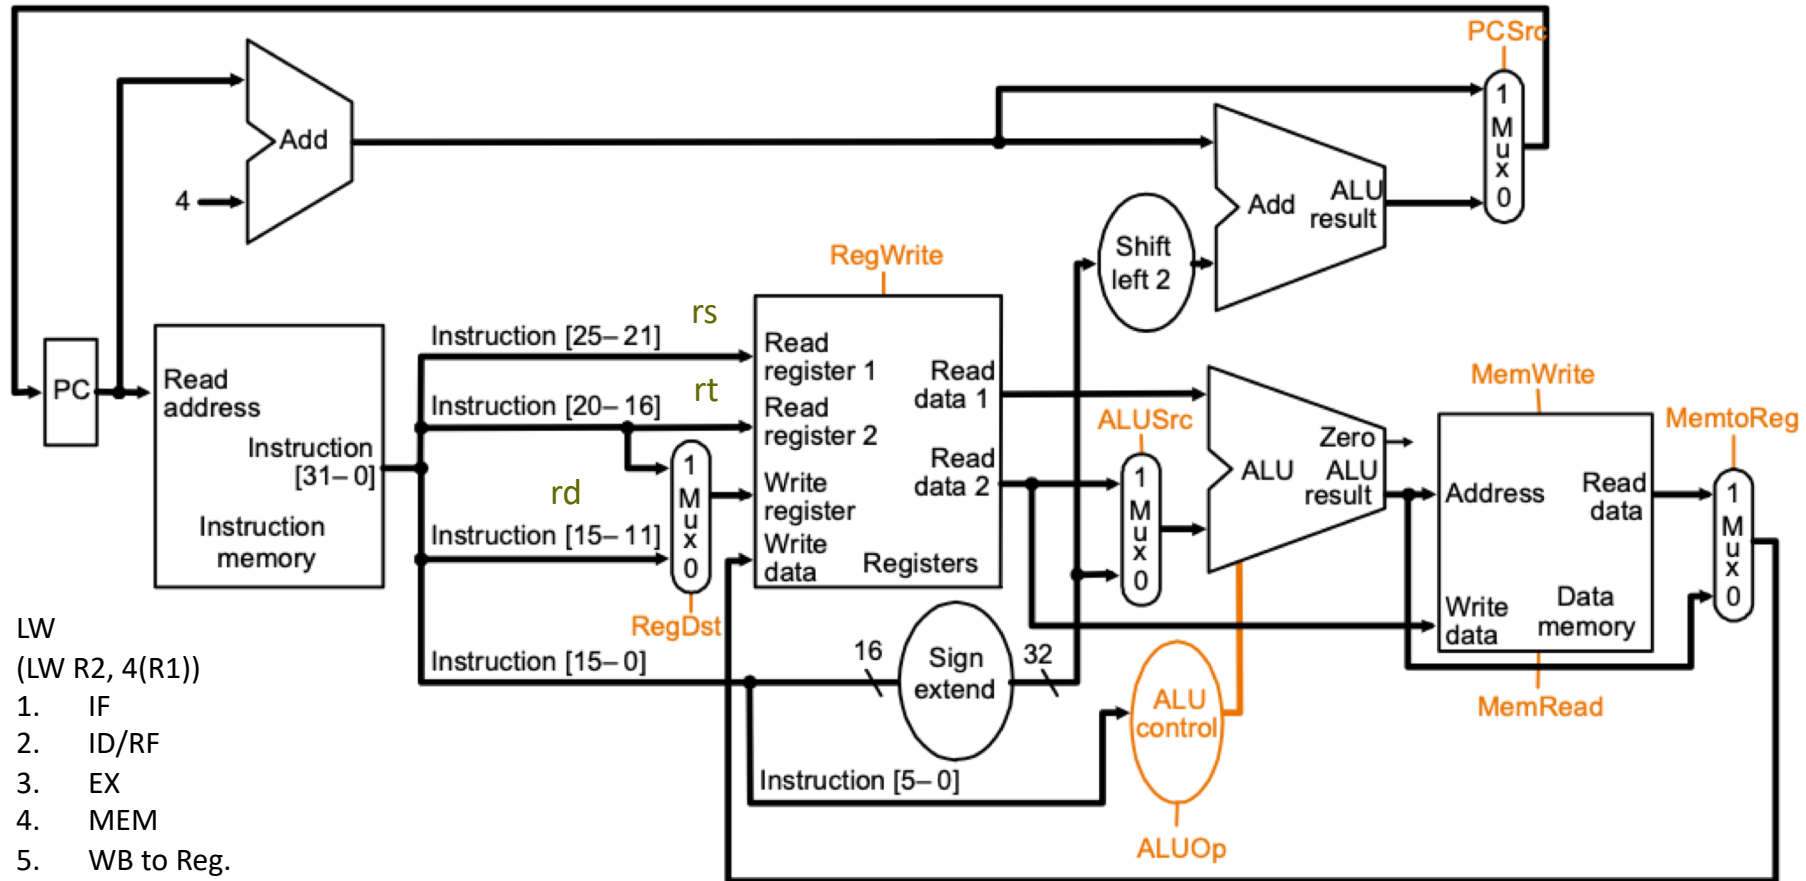 PCSrc
1
M
u
x
0
Add
4
Add
ALU
result
Shift
left 2
RegWrite
PC
Read
address
Instruction
[31–0]
Instruction
memory
Instruction [25–21]
rs
Instruction [20–16]
rt
rd
Instruction [15–11]
1
M
u
x
0
RegDst
Read
register 1
Read
register 2
Write
register
Write
data
Read
data 1
Read
data 2
Registers
ALUSrc
1
M
u
x
0
Zero
ALU
ALU
result
MemWrite
Address
Read
data
Write
data
Data
memory
MemRead
MemtoReg
1
M
u
x
0
Instruction [15–0]
16
Sign
extend
32
ALU
control
Instruction [5–0]
ALUOp
LW
(LW R2, 4(R1))
1. IF
2. ID/RF
3. EX
4. MEM
5. WB to Reg.